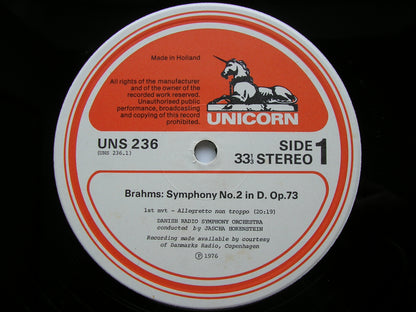 Made in Holland
All rights of the manufacturer
and of the owner of the
recorded work reserved.
Unauthorised public
performance, broadcasting
and copying of this record
prohibited.
UNICORN
UNS 236
(UNS 236.1)
SIDE 1
33⅓ STEREO
Brahms: Symphony No.2 in D. Op.73
1st mvt - Allegretto non troppo (20:19)
DANISH RADIO SYMPHONY ORCHESTRA
conducted by JASCHA HORENSTEIN
Recording made available by courtesy
of Danmarks Radio, Copenhagen
℗ 1976